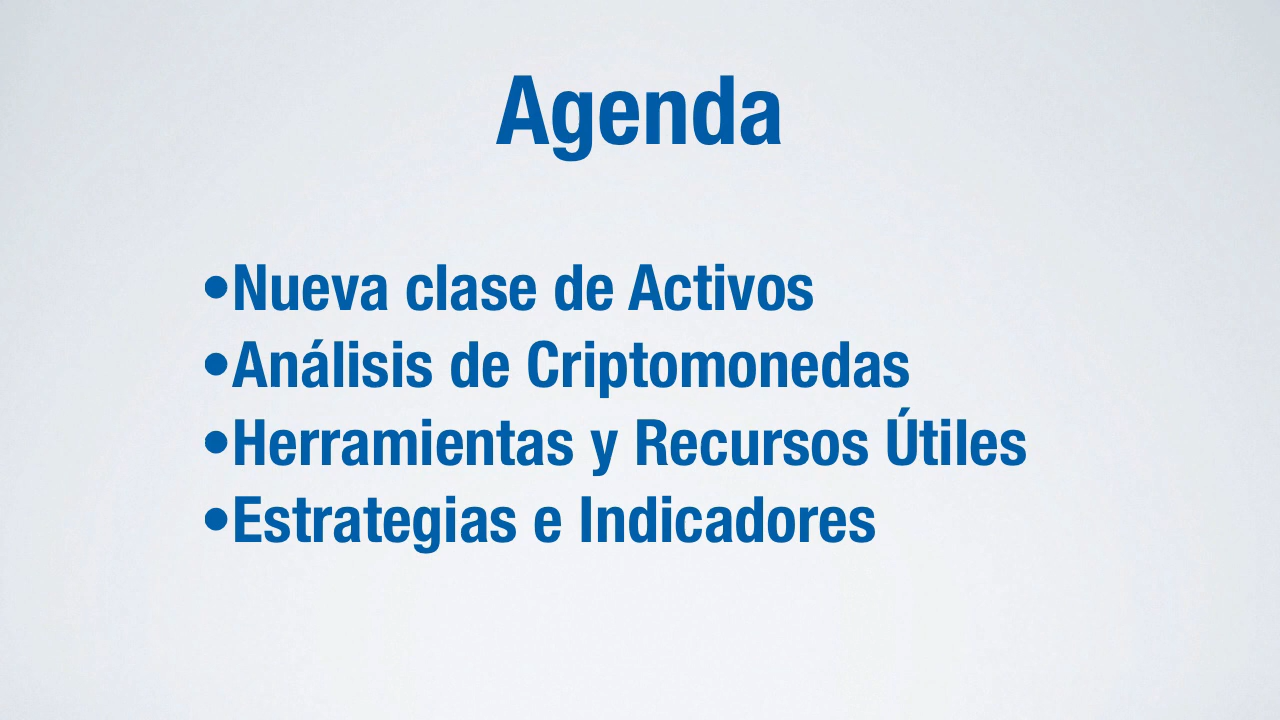 Agenda
•Nueva clase de Activos
•Análisis de Criptomonedas
•Herramientas y Recursos Útiles
•Estrategias e Indicadores